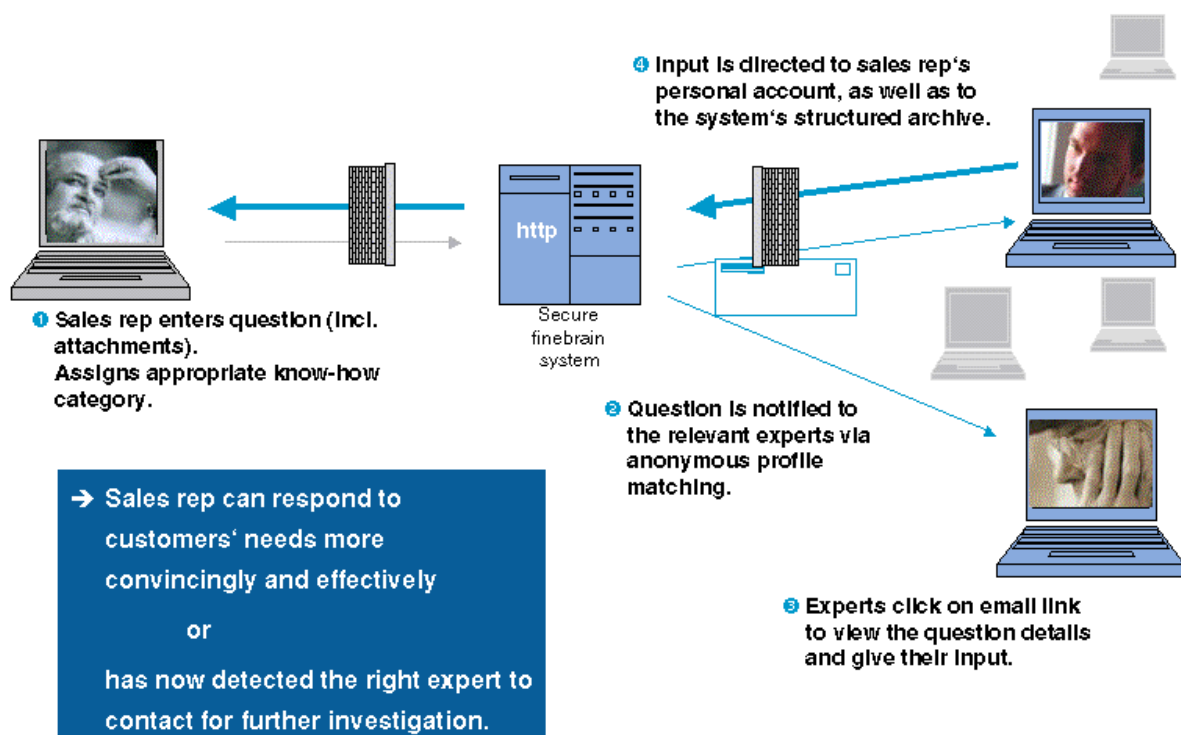 ❹ Input is directed to sales rep‘s
personal account, as well as to
the system‘s structured archive.
http
Secure
finebrain
system
❶ Sales rep enters question (incl.
attachments).
Assigns appropriate know-how
category.
❷ Question is notified to
the relevant experts via
anonymous profile
matching.
❸ Experts click on email link
to view the question details
and give their input.
➔ Sales rep can respond to
customers‘ needs more
convincingly and effectively
or
has now detected the right expert to
contact for further investigation.